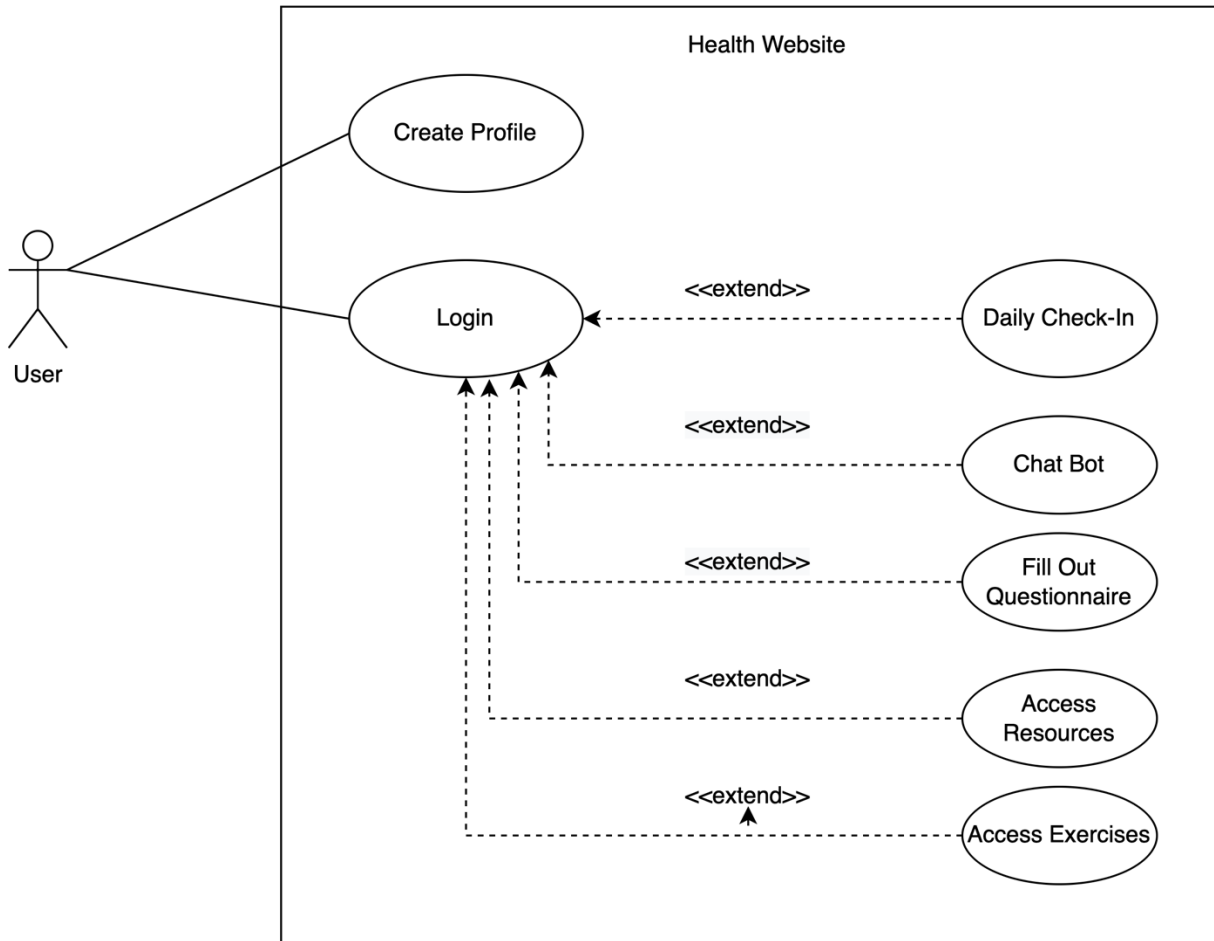 Health Website
Create Profile
Login
<<extend>>
Daily Check-In
User
<<extend>>
Chat Bot
<<extend>>
Fill Out
Questionnaire
<<extend>>
Access
Resources
<<extend>>
Access Exercises